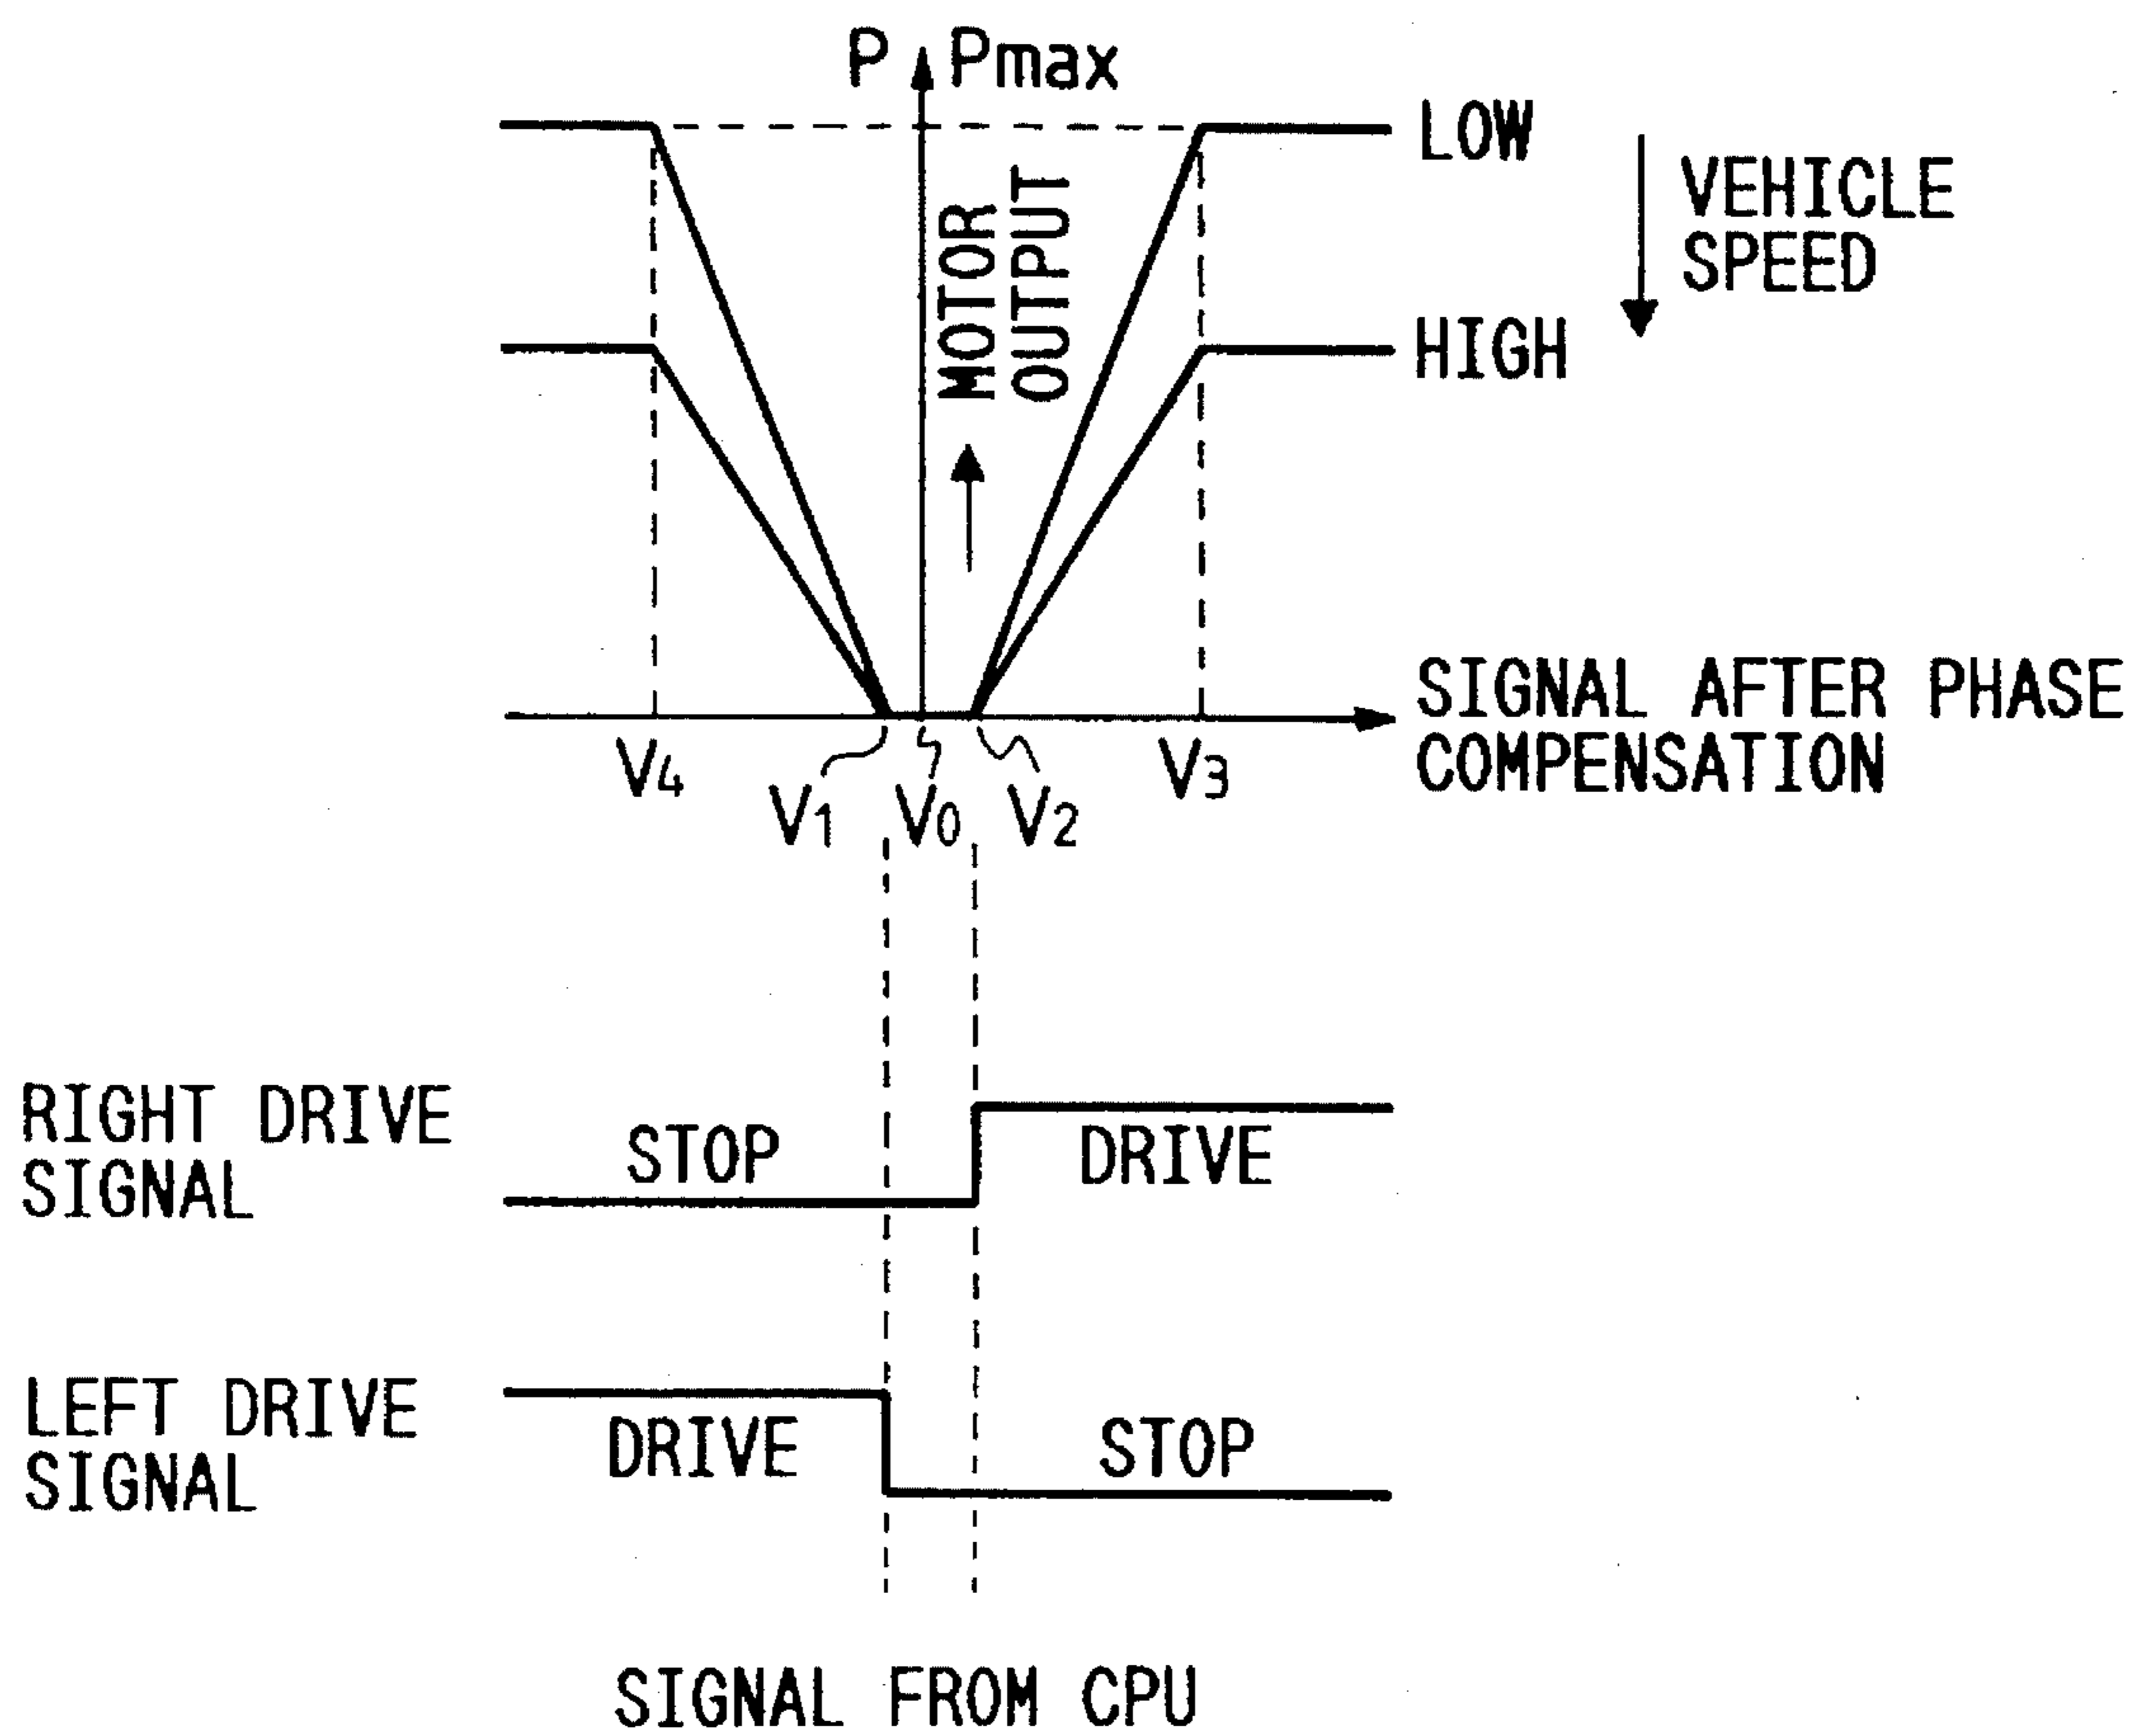 P Pmax
MOTOR
OUTPUT
LOW
VEHICLE
SPEED
HIGH
SIGNAL AFTER PHASE
COMPENSATION
V4 V1 V0 V2 V3
RIGHT DRIVE
SIGNAL
STOP
DRIVE
LEFT DRIVE
SIGNAL
DRIVE
STOP
SIGNAL FROM CPU